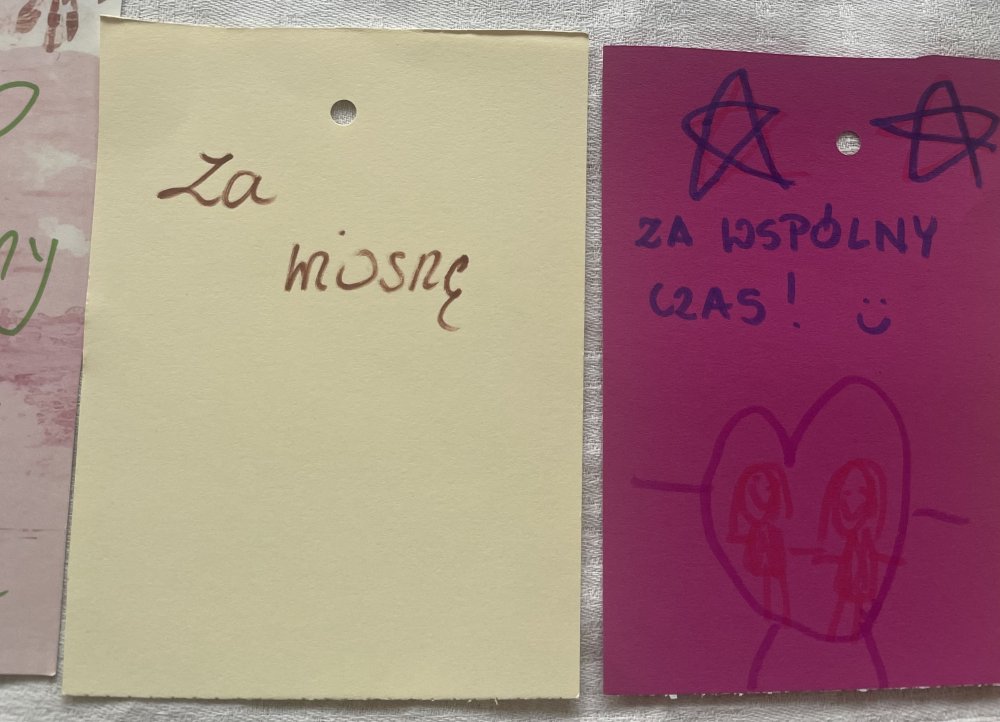 Za
wiosnę
ZA WSPÓLNY
CZAS! Ü